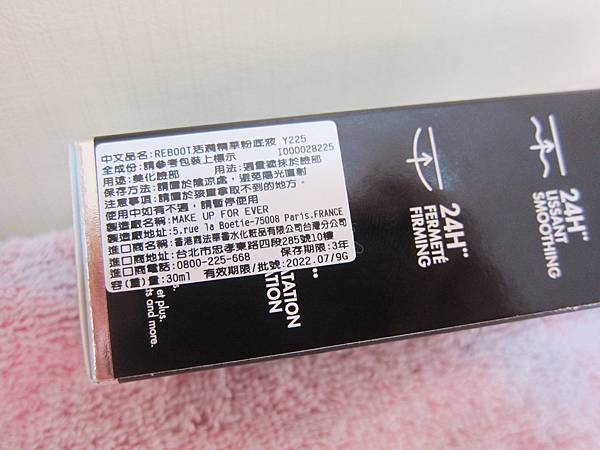 中文品名:REBOOT活潤精華粉底液 Y225
全成份:請參考包裝上標示 I000028225
用途:美化臉部 用法:適量塗抹於臉部
保存方法:請置於陰涼處，避免陽光直射
注意事項:請置於孩童拿取不到的地方。
使用中如有不適，請暫停使用
製造廠名稱:MAKE UP FOR EVER
製造廠地址:5,rue la Boetie-75008 Paris,FRANCE
進口商名稱:香港商法華香水化粧品有限公司台灣分公司
進口商地址:台北市忠孝東路四段285號10樓
進口商電話:0800-225-668 保存期限:3年
容(重)量:30ml 有效期限/批號:2022.07/9G
et plus.
and more.
24H**
FERMETÉ
FIRMING
24H**
LISSANT
SMOOTHING